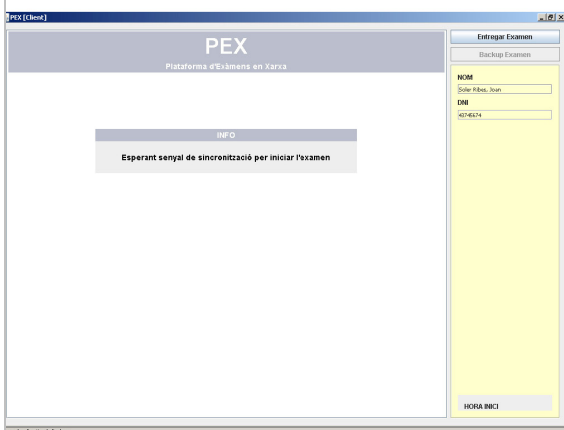 PEX [Client]
PEX
Plataforma d'Exàmens en Xarxa
INFO
Esperant senyal de sincronització per iniciar l'examen
Entregar Examen
Backup Examen
NOM
Soler Ribes, Joan
DNI
43745674
HORA INICI